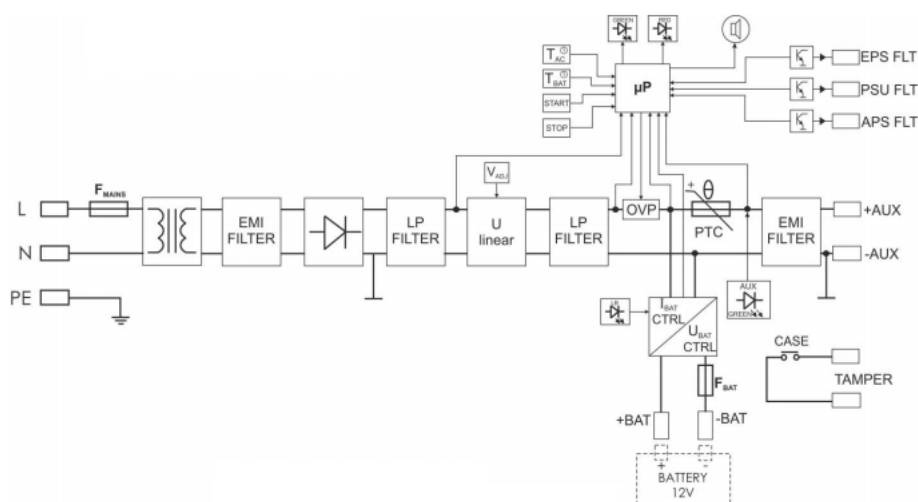 GREEN
RED
T AC
T BAT
START
STOP
µP
EPS FLT
PSU FLT
APS FLT
V ADJ
F MAINS
L
N
PE
EMI
FILTER
LP
FILTER
U
linear
LP
FILTER
OVP
+ θ
PTC
EMI
FILTER
+AUX
-AUX
AUX
GREEN
I BAT
CTRL
U BAT
CTRL
F BAT
+BAT
-BAT
+ -
BATTERY
12V
CASE
TAMPER